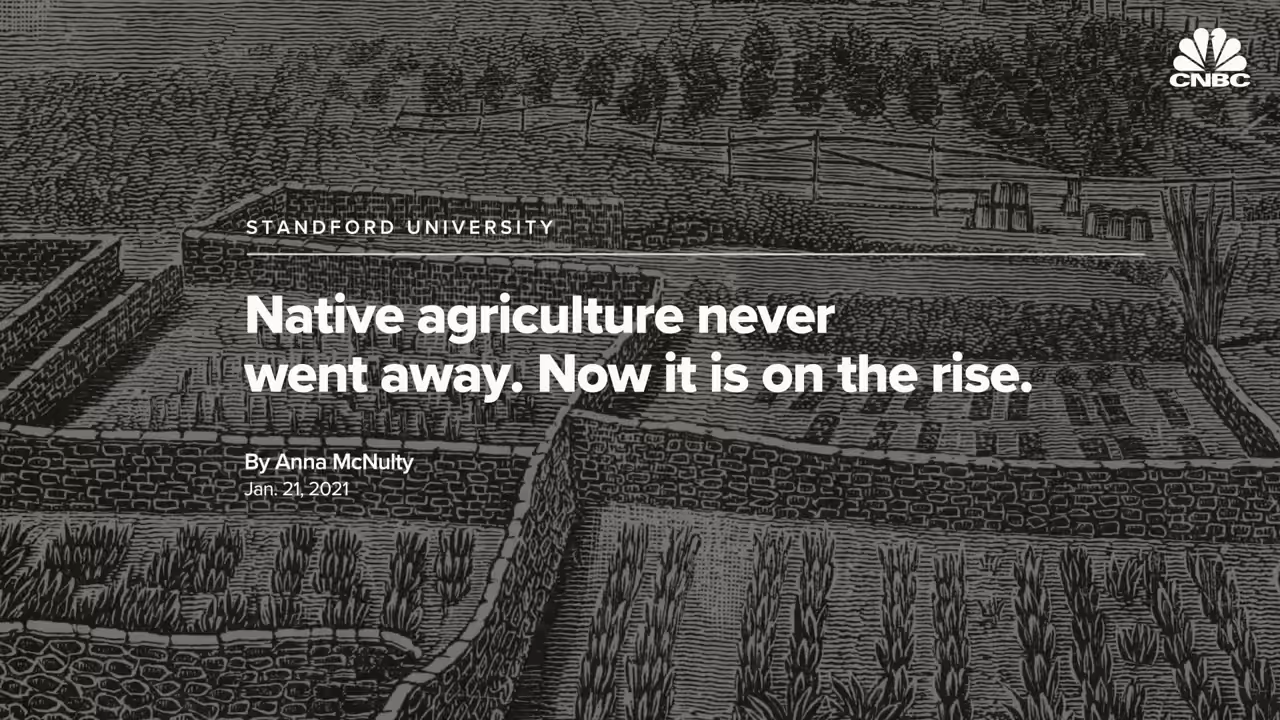 CNBC
STANDFORD UNIVERSITY
Native agriculture never
went away. Now it is on the rise.
By Anna McNulty
Jan. 21, 2021